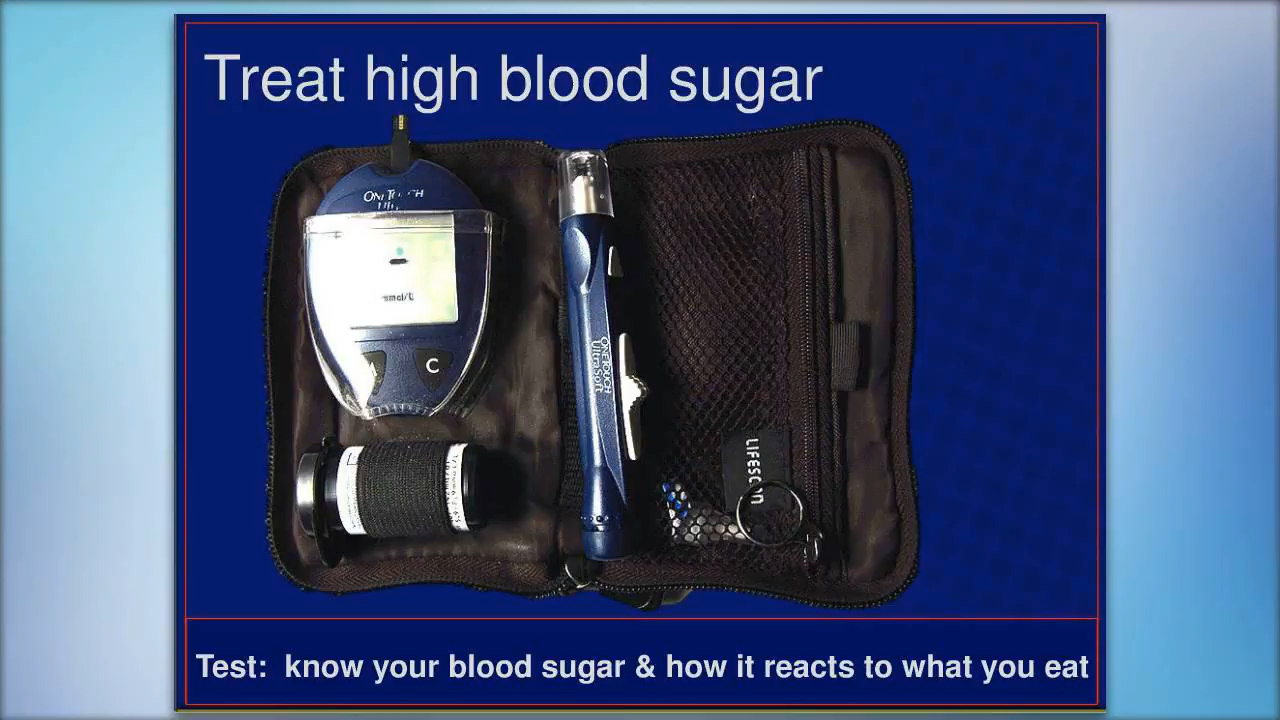 Treat high blood sugar
mmol/L
C
ONETOUCH
UltraSoft
LIFESCAN
Test:  know your blood sugar & how it reacts to what you eat